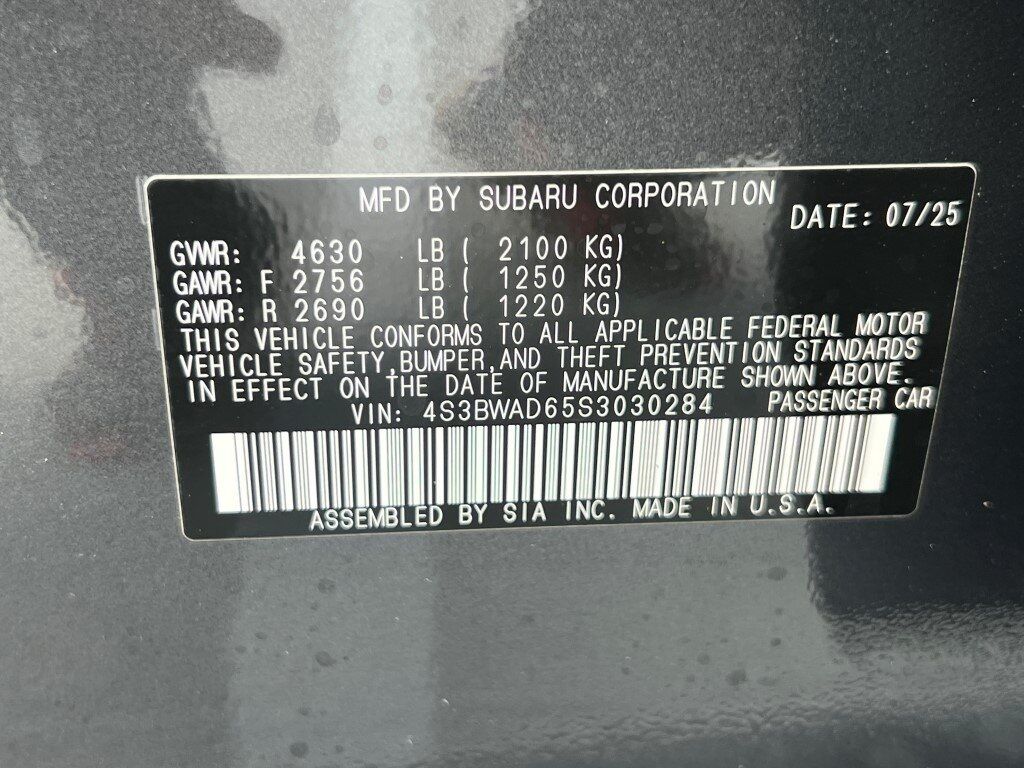 MFD BY SUBARU CORPORATION DATE: 07/25
GVWR: 4630 LB ( 2100 KG)
GAWR: F 2756 LB ( 1250 KG)
GAWR: R 2690 LB ( 1220 KG)
THIS VEHICLE CONFORMS TO ALL APPLICABLE FEDERAL MOTOR
VEHICLE SAFETY,BUMPER,AND THEFT PREVENTION STANDARDS
IN EFFECT ON THE DATE OF MANUFACTURE SHOWN ABOVE.
VIN: 4S3BWAD65S3030284 PASSENGER CAR
ASSEMBLED BY SIA INC. MADE IN U.S.A.